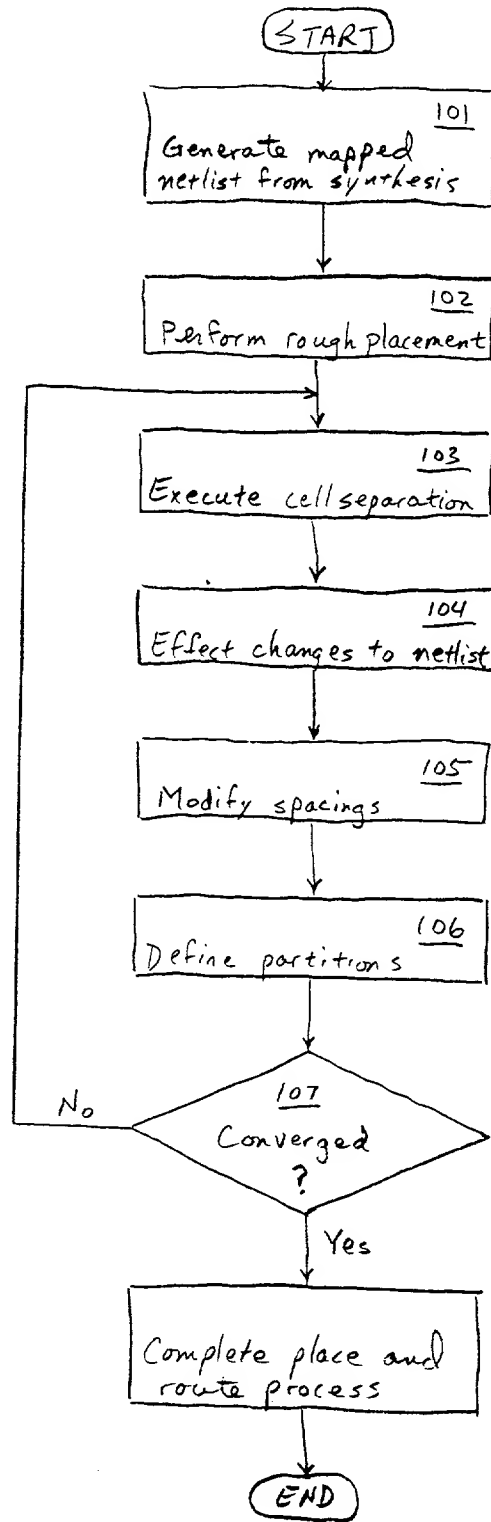 START
101
Generate mapped
netlist from synthesis
102
Perform rough placement
103
Execute cell separation
104
Effect changes to netlist
105
Modify spacings
106
Define partitions
107
Converged
?
No
Yes
Complete place and
route process
END